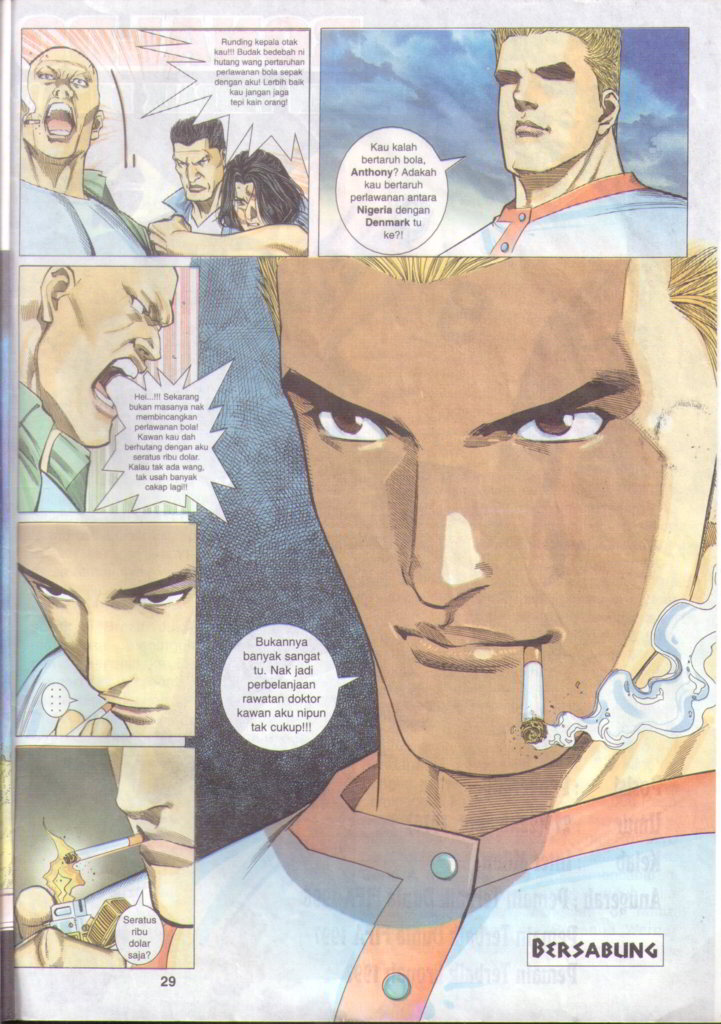 Runding kepala otak
kau!!! Budak bedebah ni
hutang wang pertaruhan
perlawanan bola sepak
dengan aku! Lerbih baik
kau jangan jaga
tepi kain orang!
Kau kalah
bertaruh bola,
Anthony? Adakah
kau bertaruh
perlawanan antara
Nigeria dengan
Denmark tu
ke?!
Hei...!!! Sekarang
bukan masanya nak
membincangkan
perlawanan bola!
Kawan kau dah
berhutang dengan aku
seratus ribu dolar.
Kalau tak ada wang,
tak usah banyak
cakap lagi!!
Seratus
ribu
dolar
saja?
Bukannya
banyak sangat
tu. Nak jadi
perbelanjaan
rawatan doktor
kawan aku nipun
tak cukup!!!
BERSABUNG
29